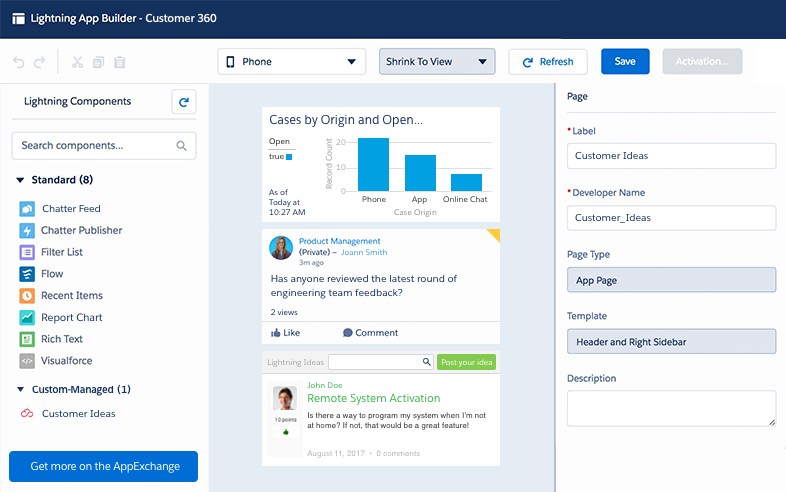 Lightning App Builder - Customer 360
Phone
Shrink To View
Refresh
Save
Activation...
Lightning Components
Search components...
Standard (8)
Chatter Feed
Chatter Publisher
Filter List
Flow
Recent Items
Report Chart
Rich Text
Visualforce
Custom-Managed (1)
Customer Ideas
Get more on the AppExchange
Cases by Origin and Open...
Open
true
As of
Today at
10:27 AM
Record Count
20
10
0
Phone App Online Chat
Case Origin
Product Management
(Private) – Joann Smith
3m ago
Has anyone reviewed the latest round of
engineering team feedback?
2 views
Like Comment
Lightning Ideas
Post your idea
John Doe
Remote System Activation
10 points
Is there a way to program my system when I'm not
at home? If not, that would be a great feature!
August 11, 2017 • 0 comments
Page
*Label
Customer Ideas
*Developer Name
Customer_Ideas
Page Type
App Page
Template
Header and Right Sidebar
Description